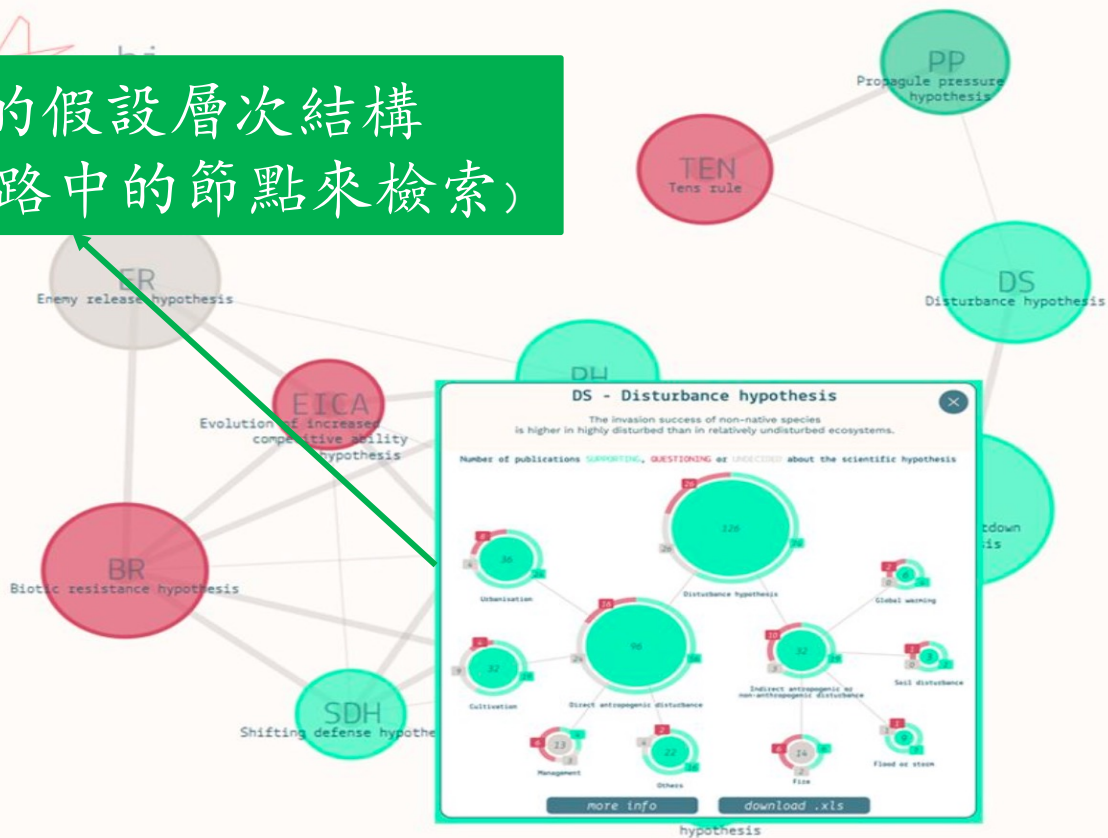 hi
的假設層次結構
路中的節點來檢索）
PP
Propagule pressure
hypothesis
TEN
Tens rule
DS
Disturbance hypothesis
ER
Enemy release hypothesis
EICA
Evolution of increased
competitive ability
hypothesis
BR
Biotic resistance hypothesis
SDH
Shifting defense hypothe
DS - Disturbance hypothesis
The invasion success of non-native species
is higher in highly disturbed than in relatively undisturbed ecosystems.
Number of publications SUPPORTING, QUESTIONING or UNDECIDED about the scientific hypothesis
26
126
Disturbance hypothesis
36
Urbanisation
96
Direct antropogenic disturbance
32
Cultivation
10
32
3
Indirect antropogenic or
non-anthropogenic disturbance
Global warming
Soil disturbance
Flood or storm
13
Management
22
Others
14
Fire
more info
download .xls
hypothesis